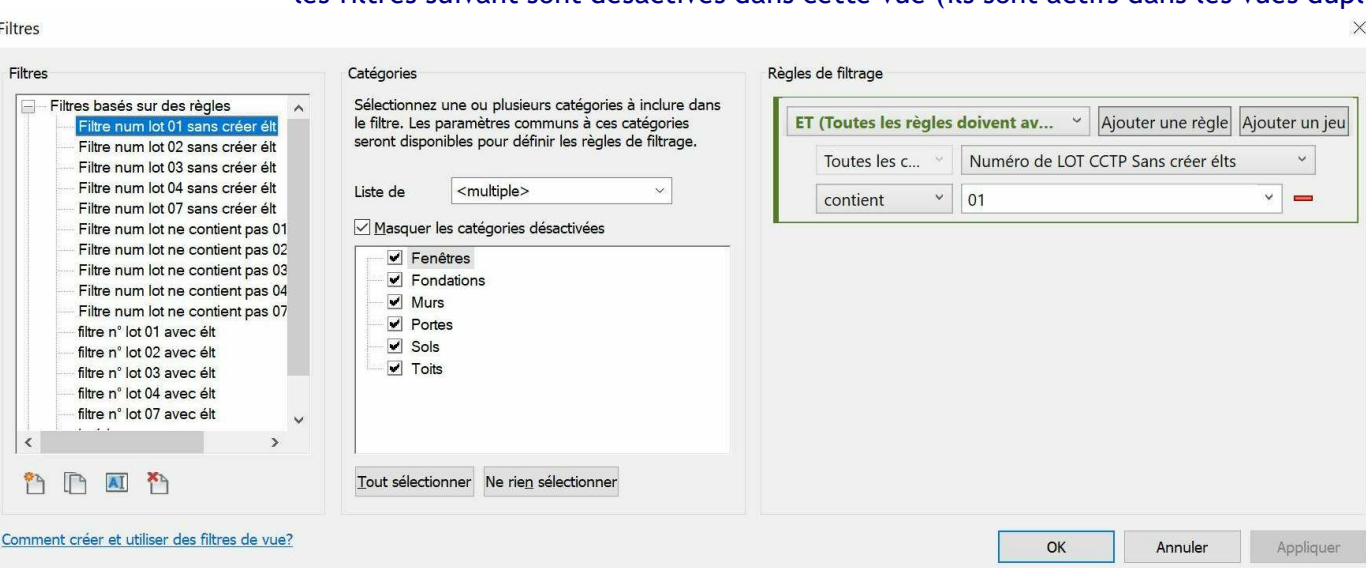 les filtres suivant sont désactivés dans cette vue (ils sont actifs dans les vues dupl
Filtres
Filtres
Filtres basés sur des règles
Filtre num lot 01 sans créer élt
Filtre num lot 02 sans créer élt
Filtre num lot 03 sans créer élt
Filtre num lot 04 sans créer élt
Filtre num lot 07 sans créer élt
Filtre num lot ne contient pas 01
Filtre num lot ne contient pas 02
Filtre num lot ne contient pas 03
Filtre num lot ne contient pas 04
Filtre num lot ne contient pas 07
filtre n° lot 01 avec élt
filtre n° lot 02 avec élt
filtre n° lot 03 avec élt
filtre n° lot 04 avec élt
filtre n° lot 07 avec élt
Comment créer et utiliser des filtres de vue?
Catégories
Sélectionnez une ou plusieurs catégories à inclure dans
le filtre. Les paramètres communs à ces catégories
seront disponibles pour définir les règles de filtrage.
Liste de <multiple>
Masquer les catégories désactivées
Fenêtres
Fondations
Murs
Portes
Sols
Toits
Tout sélectionner Ne rien sélectionner
Règles de filtrage
ET (Toutes les règles doivent av... Ajouter une règle Ajouter un jeu
Toutes les c... Numéro de LOT CCTP Sans créer élts
contient 01
OK Annuler Appliquer